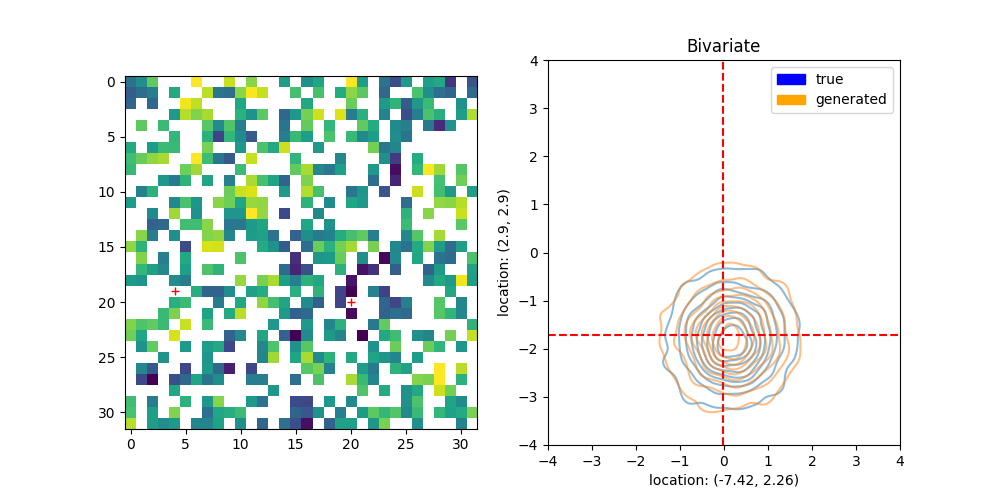 Bivariate
0
5
10
15
20
25
30
0 5 10 15 20 25 30
location: (2.9, 2.9)
4
3
2
1
0
−1
−2
−3
−4
true
generated
−4 −3 −2 −1 0 1 2 3 4
location: (-7.42, 2.26)